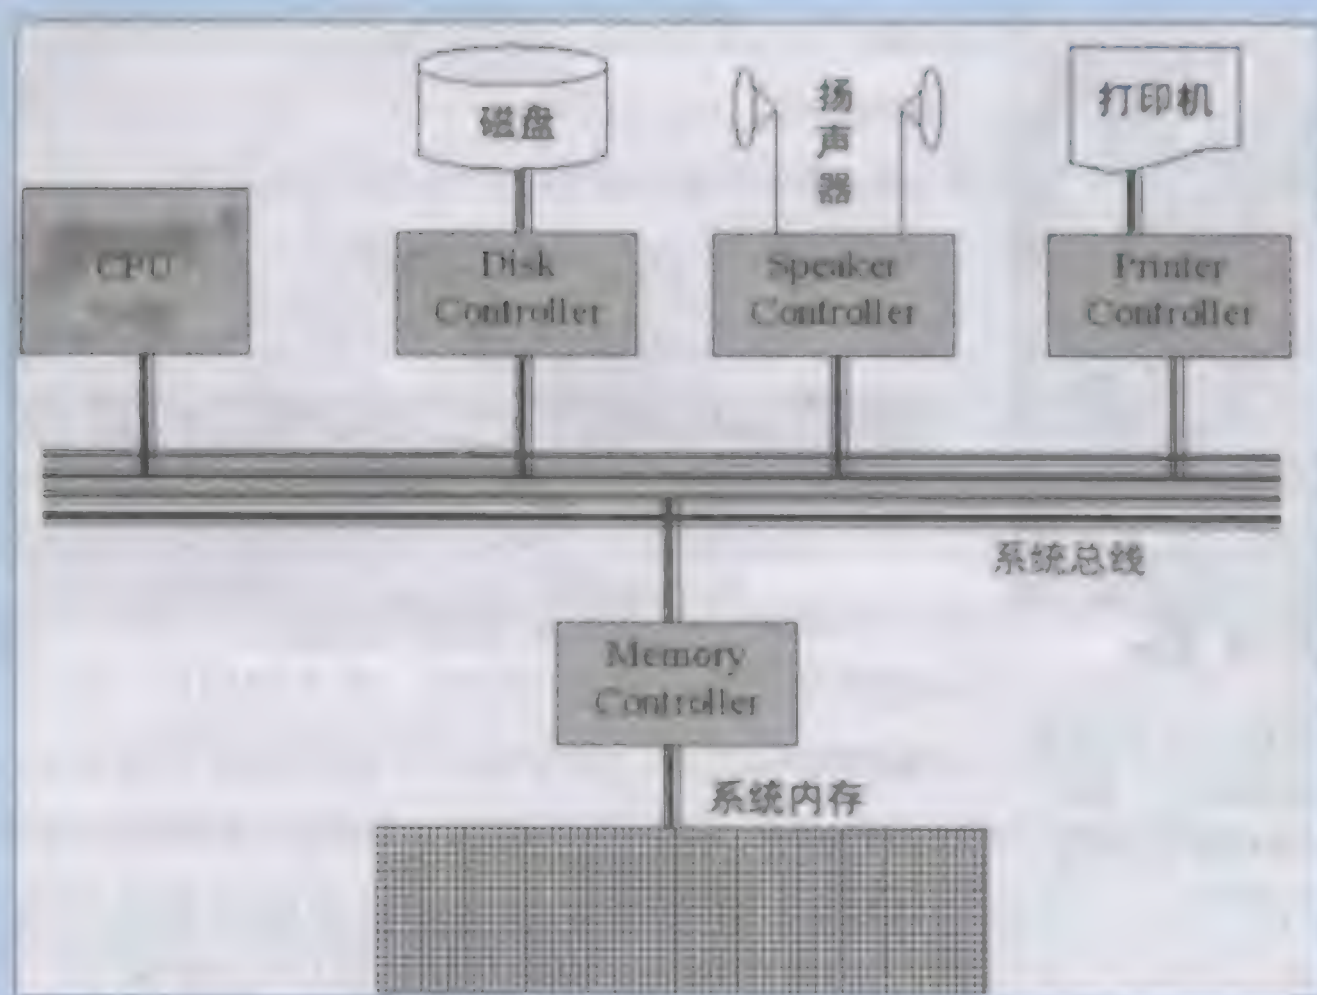 磁盘
扬
声
器
打印机
CPU
Disk
Controller
Speaker
Controller
Printer
Controller
系统总线
Memory
Controller
系统内存